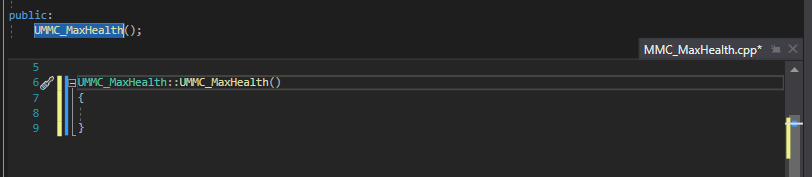 public:
UMMC_MaxHealth();
MMC_MaxHealth.cpp*
5
6 UMMC_MaxHealth::UMMC_MaxHealth()
7 {
8
9 }